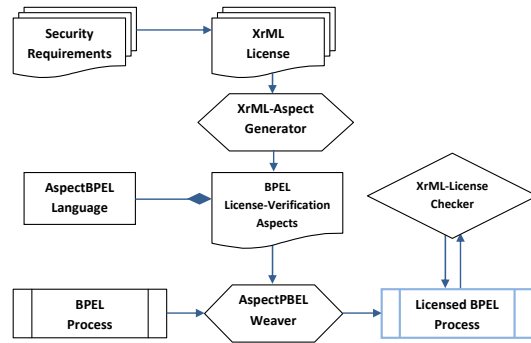 Security
Requirements
XrML
License
XrML-Aspect
Generator
AspectBPEL
Language
BPEL
License-Verification
Aspects
XrML-License
Checker
BPEL
Process
AspectPBEL
Weaver
Licensed BPEL
Process